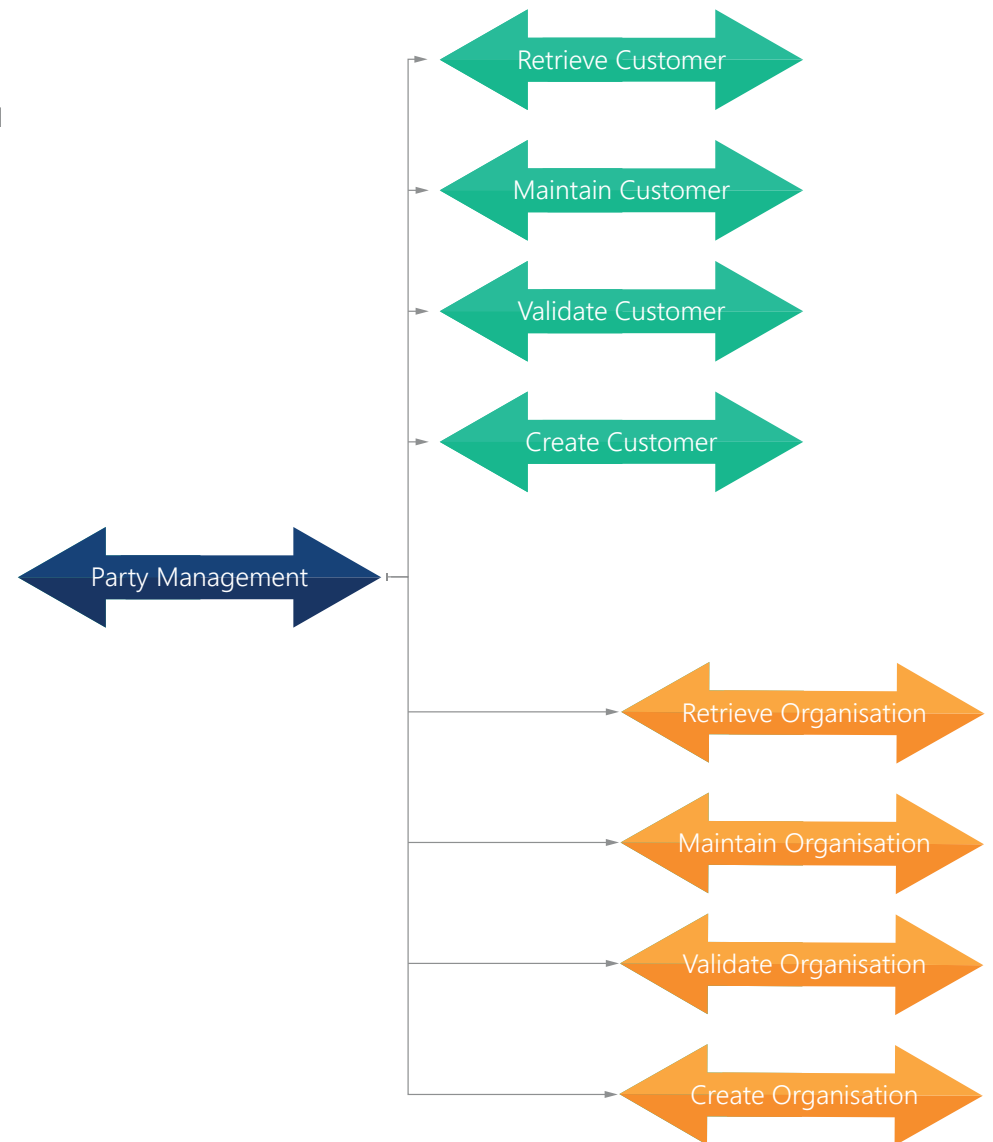 Retrieve Customer
Maintain Customer
Validate Customer
Create Customer
Party Management
Retrieve Organisation
Maintain Organisation
Validate Organisation
Create Organisation